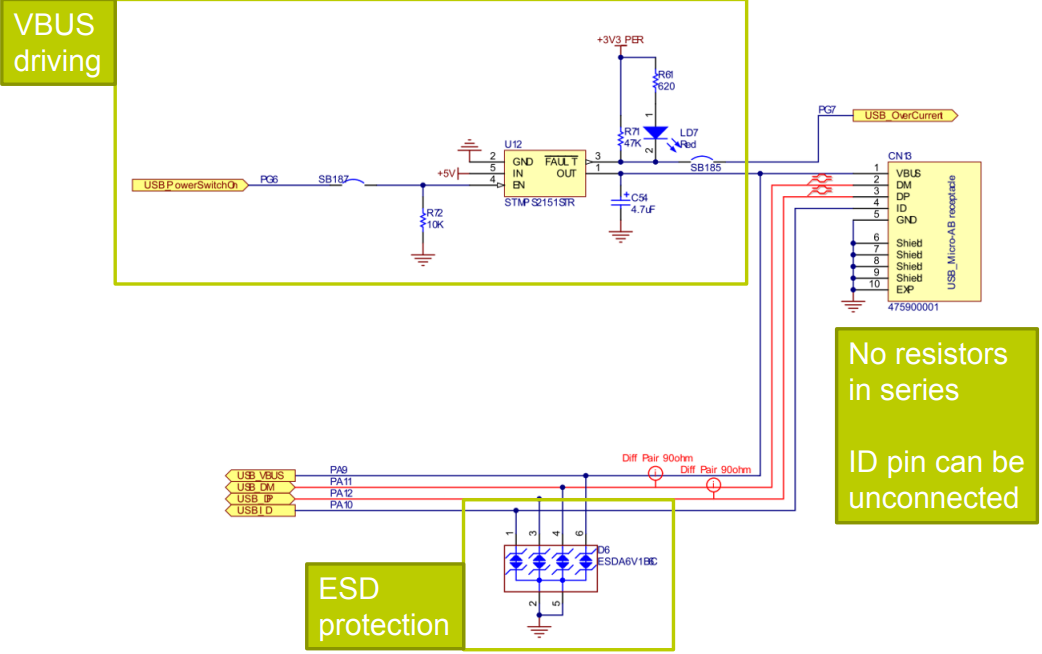 VBUS
driving
+3V3_PER
R61
620
1
2
LD7
Red
R71
47K
PG7
USB_OverCurrent
U12
2 GND FAULT 3
5 IN OUT 1
4 EN
+5V
STMPS2151STR
SB185
USB_PowerSwitchOn
PG6
SB187
R72
10K
C54
4.7uF
+
CN13
1 VBUS
2 DM
3 DP
4 ID
5 GND
6 Shield
7 Shield
8 Shield
9 Shield
10 EXP
USB_Micro-AB receptacle
475900001
No resistors
in series
ID pin can be
unconnected
Diff Pair 90ohm
Diff Pair 90ohm
i
i
USB_VBUS PA9
USB_DM PA11
USB_DP PA12
USB_ID PA10
1 3 4 6
D6
ESDA6V1BC6
2 5
ESD
protection